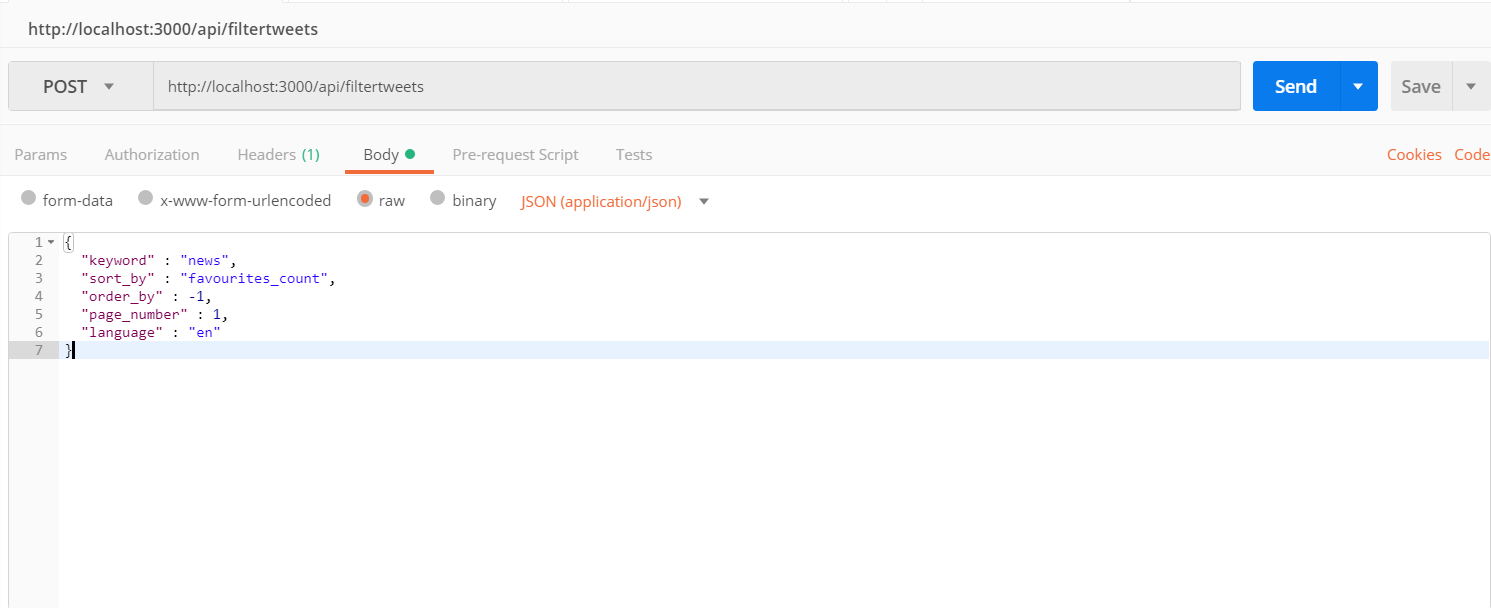 http://localhost:3000/api/filtertweets
POST http://localhost:3000/api/filtertweets Send Save
Params Authorization Headers (1) Body Pre-request Script Tests Cookies Code
form-data x-www-form-urlencoded raw binary JSON (application/json)
1 {
2 "keyword" : "news",
3 "sort_by" : "favourites_count",
4 "order_by" : -1,
5 "page_number" : 1,
6 "language" : "en"
7 }